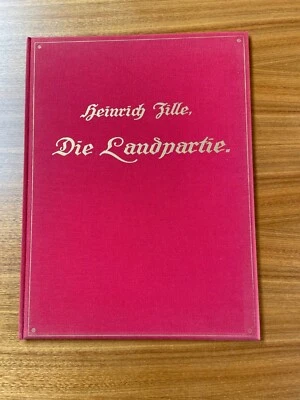 Heinrich Zille,
Die Landpartie.